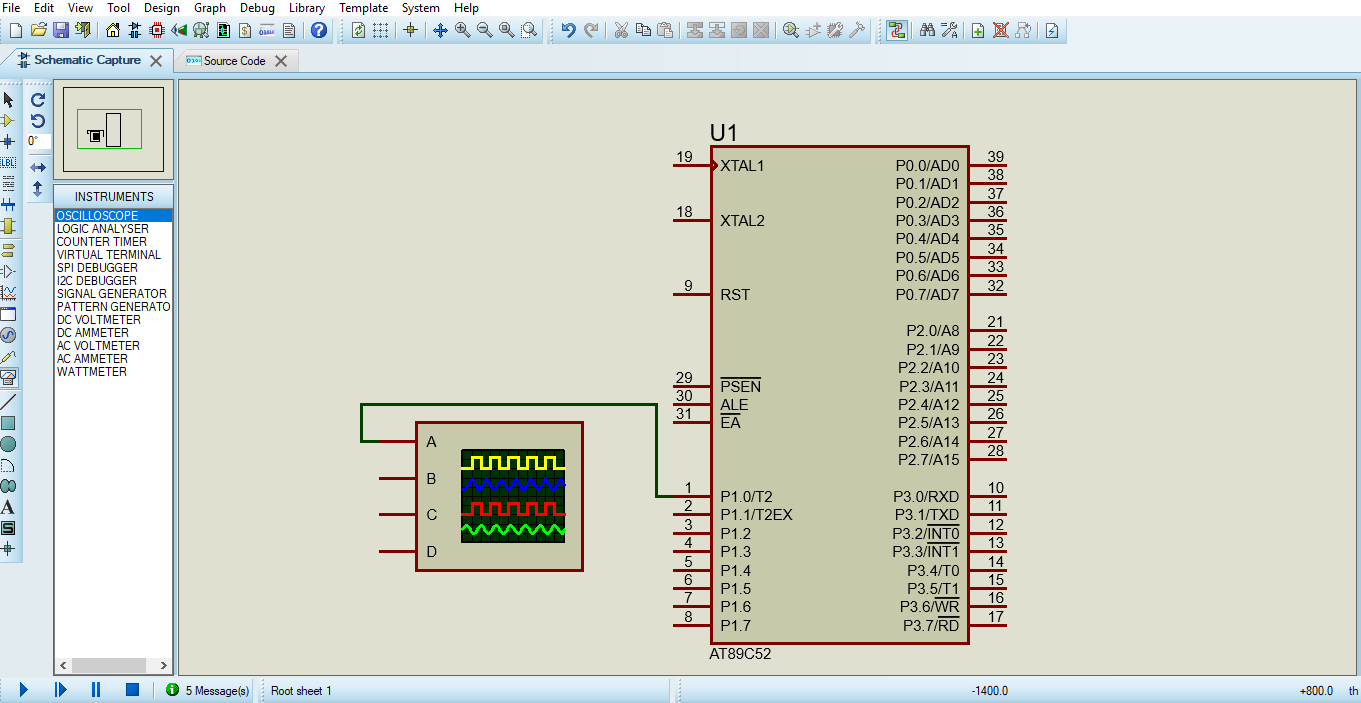 File Edit View Tool Design Graph Debug Library Template System Help
Schematic Capture
Source Code
0°
LBL
INSTRUMENTS
OSCILLOSCOPE
LOGIC ANALYSER
COUNTER TIMER
VIRTUAL TERMINAL
SPI DEBUGGER
I2C DEBUGGER
SIGNAL GENERATOR
PATTERN GENERATO
DC VOLTMETER
DC AMMETER
AC VOLTMETER
AC AMMETER
WATTMETER
A
S
A
B
C
D
U1
19 XTAL1
18 XTAL2
9 RST
29 PSEN
30 ALE
31 EA
1 P1.0/T2
2 P1.1/T2EX
3 P1.2
4 P1.3
5 P1.4
6 P1.5
7 P1.6
8 P1.7
P0.0/AD0 39
P0.1/AD1 38
P0.2/AD2 37
P0.3/AD3 36
P0.4/AD4 35
P0.5/AD5 34
P0.6/AD6 33
P0.7/AD7 32
P2.0/A8 21
P2.1/A9 22
P2.2/A10 23
P2.3/A11 24
P2.4/A12 25
P2.5/A13 26
P2.6/A14 27
P2.7/A15 28
P3.0/RXD 10
P3.1/TXD 11
P3.2/INT0 12
P3.3/INT1 13
P3.4/T0 14
P3.5/T1 15
P3.6/WR 16
P3.7/RD 17
AT89C52
5 Message(s) Root sheet 1 -1400.0 +800.0 th